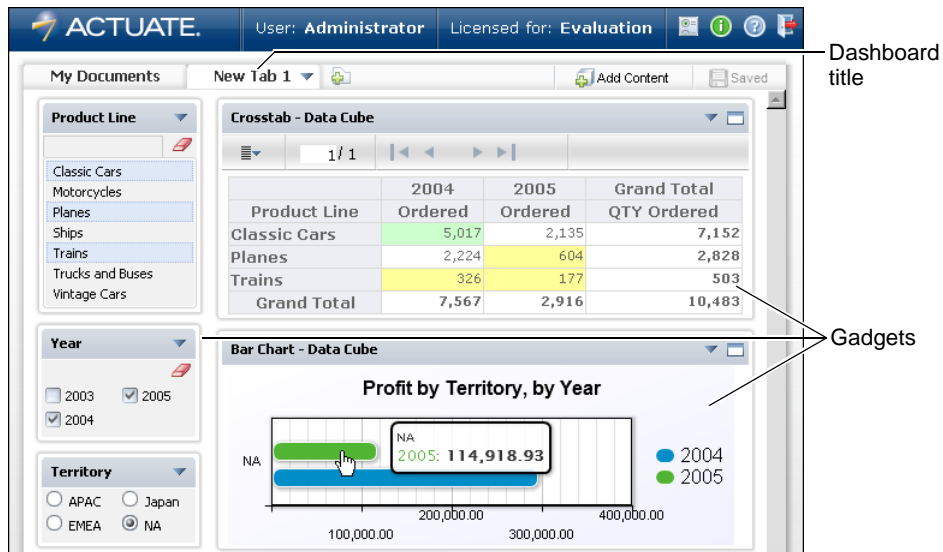 ACTUATE.
User: Administrator
Licensed for: Evaluation
Dashboard
title
My Documents
New Tab 1
Add Content
Saved
Product Line
Classic Cars
Motorcycles
Planes
Ships
Trains
Trucks and Buses
Vintage Cars
Crosstab - Data Cube
1/ 1
2004 2005 Grand Total
Product Line Ordered Ordered QTY Ordered
Classic Cars 5,017 2,135 7,152
Planes 2,224 604 2,828
Trains 326 177 503
Grand Total 7,567 2,916 10,483
Gadgets
Year
2003 2005
2004
Territory
APAC Japan
EMEA NA
Bar Chart - Data Cube
Profit by Territory, by Year
NA
NA
2005: 114,918.93
2004
2005
200,000.00 400,000.00
100,000.00 300,000.00